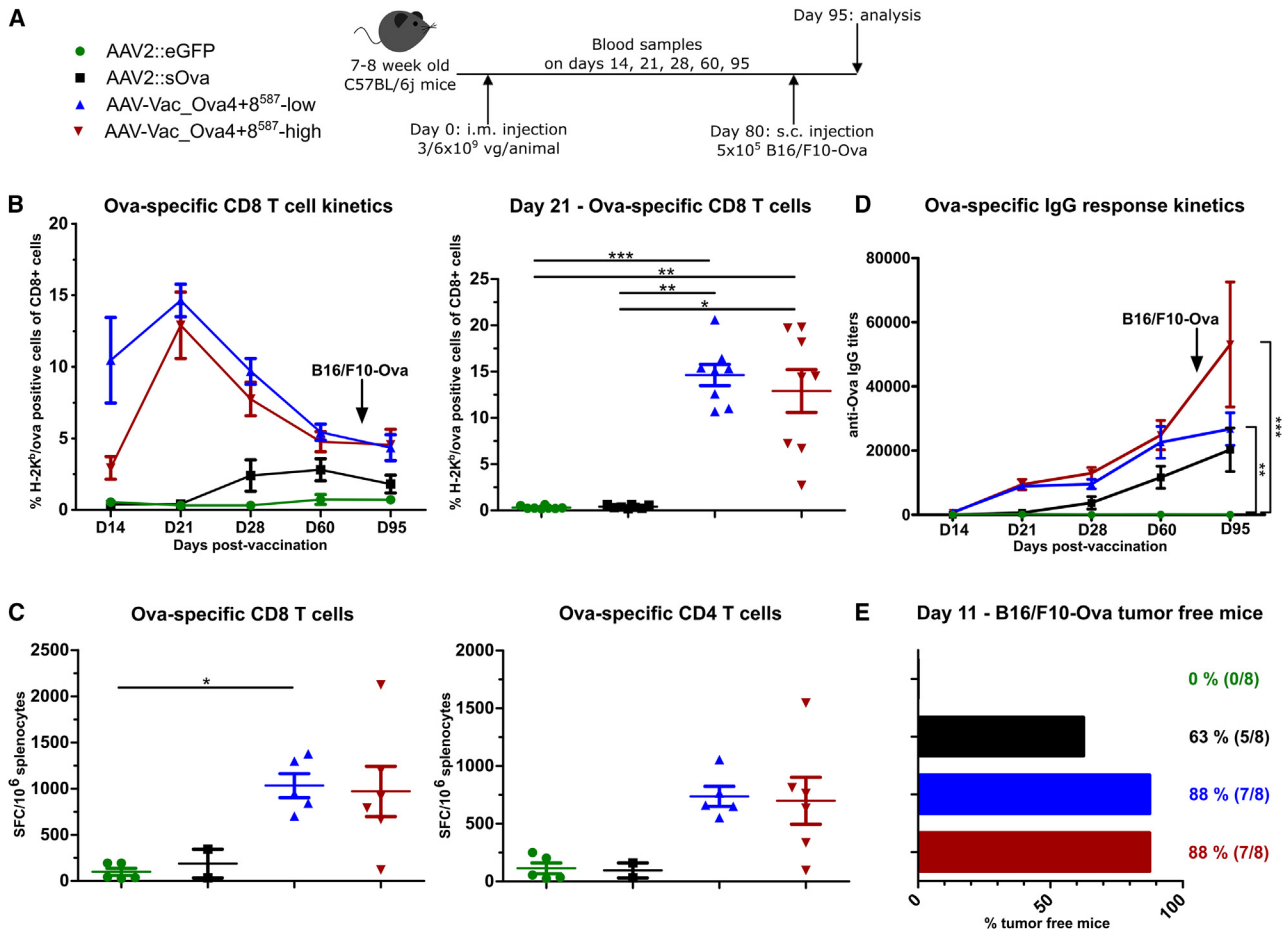 A
AAV2::eGFP
AAV2::sOva
AAV-Vac_Ova4+8⁵⁸⁷-low
AAV-Vac_Ova4+8⁵⁸⁷-high
7-8 week old
C57BL/6j mice
Blood samples
on days 14, 21, 28, 60, 95
Day 95: analysis
Day 0: i.m. injection
3/6x10⁹ vg/animal
Day 80: s.c. injection
5x10⁵ B16/F10-Ova
B
Ova-specific CD8 T cell kinetics
% H-2Kᵇ/ova positive cells of CD8+ cells
20
15
10
5
0
B16/F10-Ova
D14 D21 D28 D60 D95
Days post-vaccination
Day 21 - Ova-specific CD8 T cells
% H-2Kᵇ/ova positive cells of CD8+ cells
25
20
15
10
5
0
***
**
**
*
D
Ova-specific IgG response kinetics
anti-Ova IgG titers
80000
60000
40000
20000
0
B16/F10-Ova
**
***
D14 D21 D28 D60 D95
Days post-vaccination
C
Ova-specific CD8 T cells
SFC/10⁶ splenocytes
2500
2000
1500
1000
500
0
*
Ova-specific CD4 T cells
SFC/10⁶ splenocytes
2000
1500
1000
500
0
E
Day 11 - B16/F10-Ova tumor free mice
0 % (0/8)
63 % (5/8)
88 % (7/8)
88 % (7/8)
0 50 100
% tumor free mice